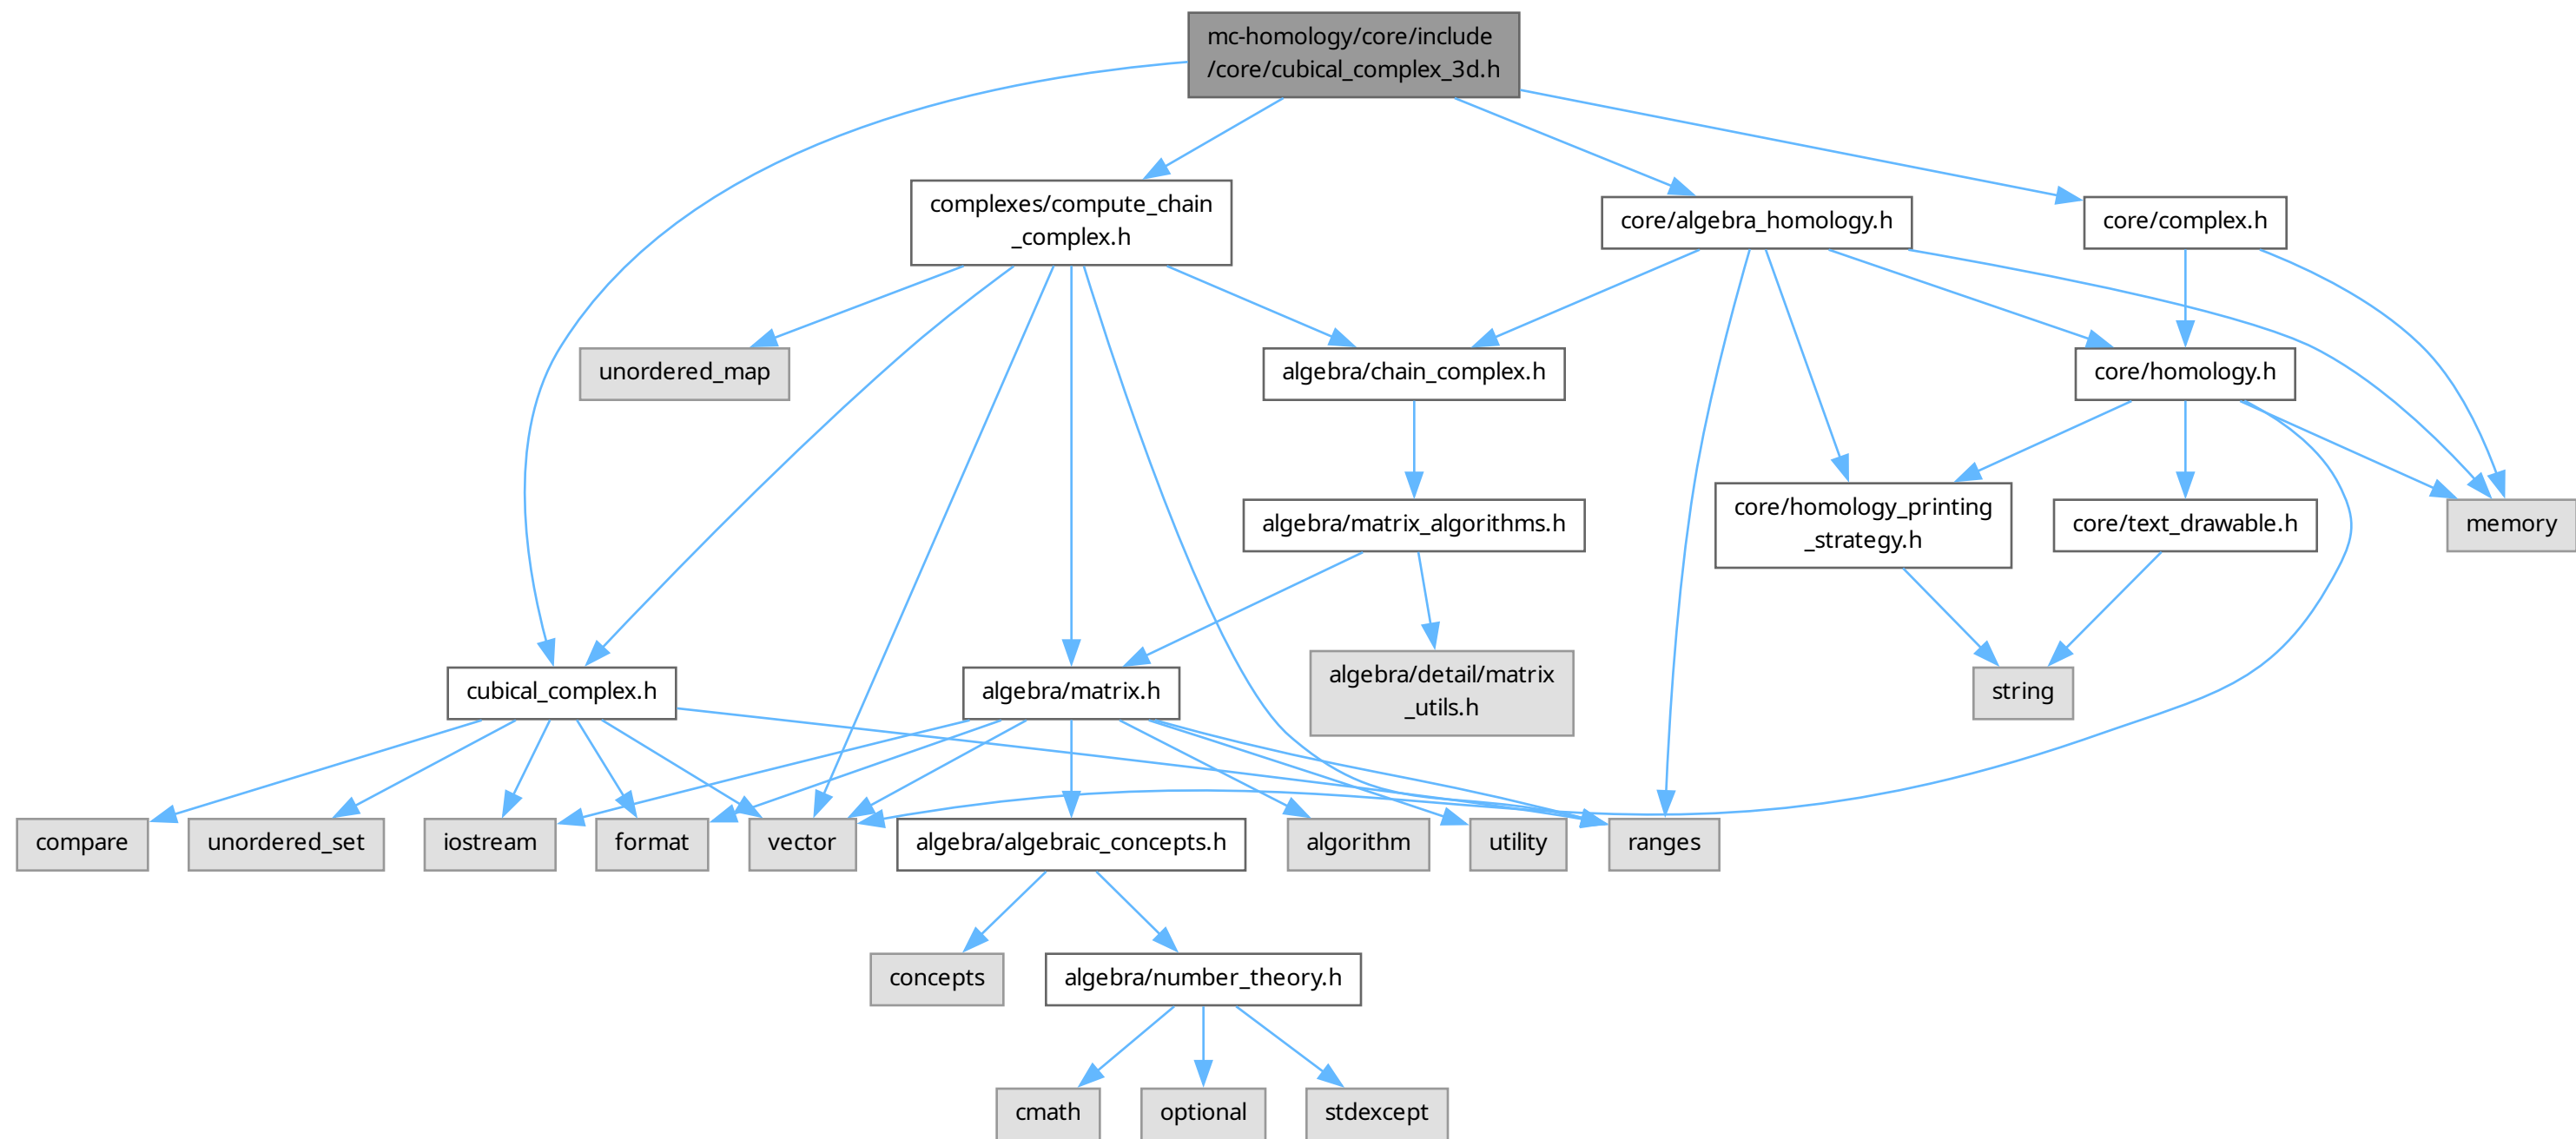 mc-homology/core/include
/core/cubical_complex_3d.h
complexes/compute_chain
_complex.h
core/algebra_homology.h
core/complex.h
unordered_map
algebra/chain_complex.h
core/homology.h
algebra/matrix_algorithms.h
core/homology_printing
_strategy.h
core/text_drawable.h
memory
cubical_complex.h
algebra/matrix.h
algebra/detail/matrix
_utils.h
string
compare
unordered_set
iostream
format
vector
algebra/algebraic_concepts.h
algorithm
utility
ranges
concepts
algebra/number_theory.h
cmath
optional
stdexcept